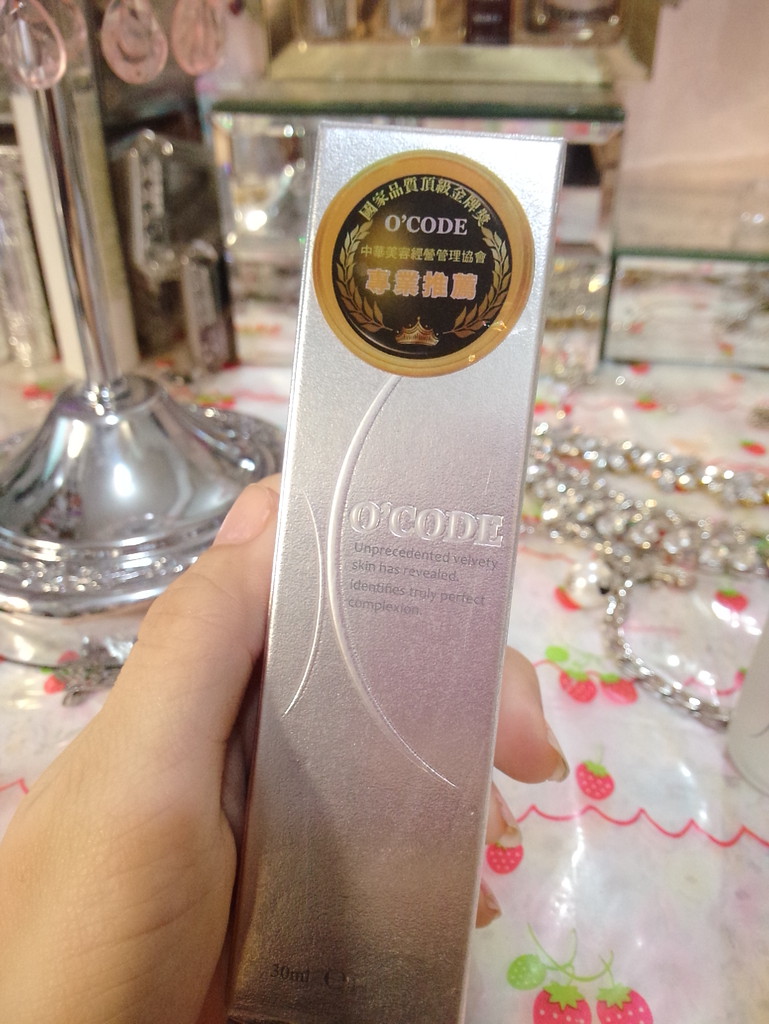 國家品質頂級金牌獎
O'CODE
中華美容經營管理協會
專業推薦
O'CODE
Unprecedented velvety
skin has revealed.
identifies truly perfect
complexion.
30ml